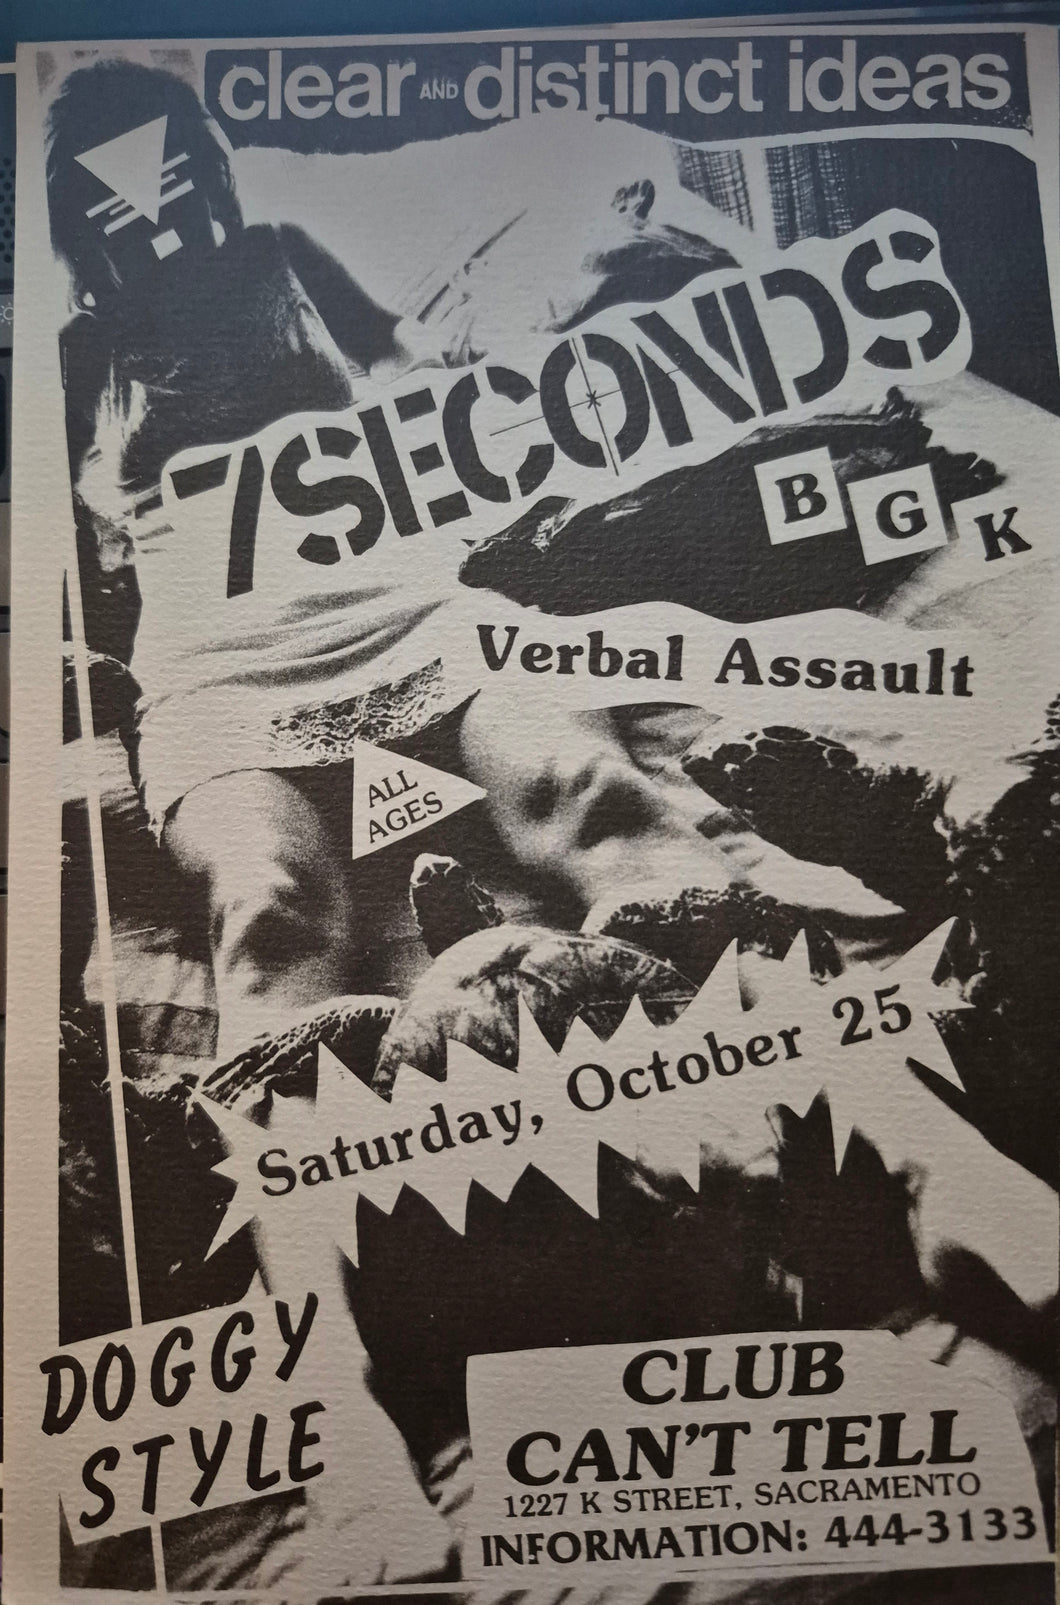 clear AND distinct ideas
7SECONDS
B G K
Verbal Assault
ALL
AGES
Saturday, October 25
DOGGY
STYLE
CLUB
CAN'T TELL
1227 K STREET, SACRAMENTO
INFORMATION: 444-3133